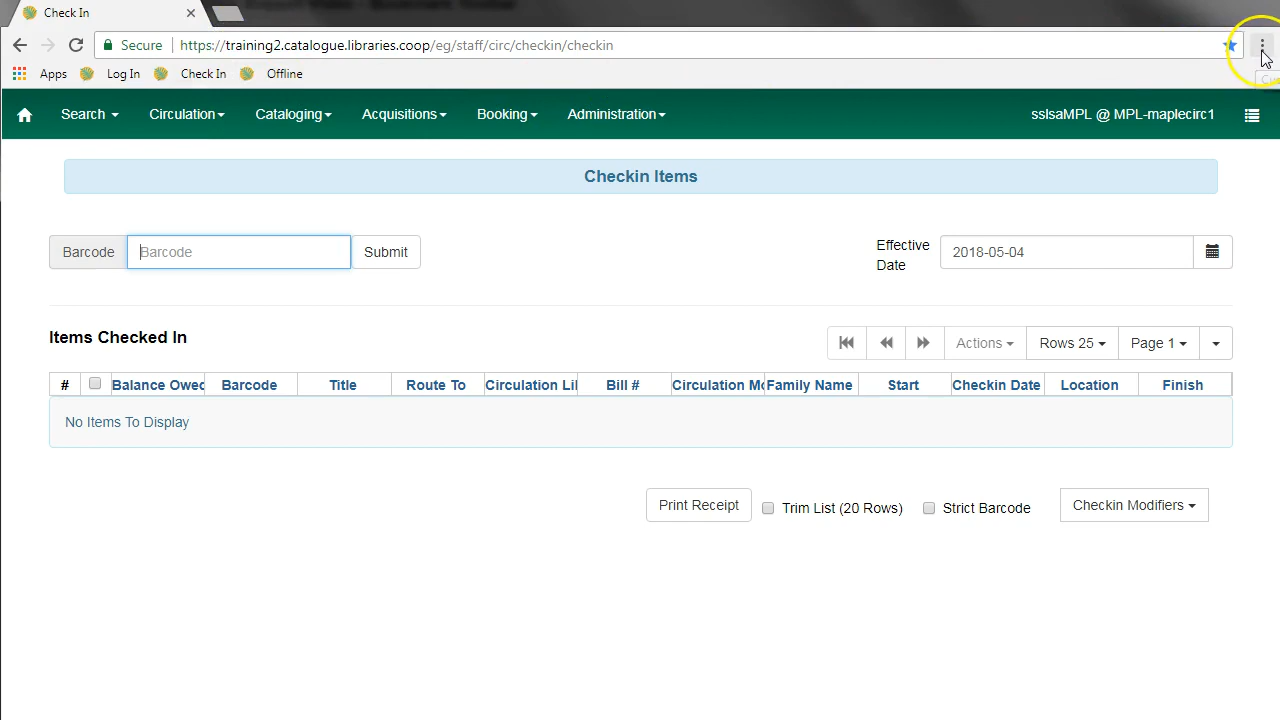 Check In
Secure https://training2.catalogue.libraries.coop/eg/staff/circ/checkin/checkin
Apps Log In Check In Offline
Search Circulation Cataloging Acquisitions Booking Administration sslsaMPL @ MPL-maplecirc1
Checkin Items
Barcode Barcode Submit Effective Date 2018-05-04
Items Checked In Actions Rows 25 Page 1
# Balance Owec Barcode Title Route To Circulation Lil Bill # Circulation Mo Family Name Start Checkin Date Location Finish
No Items To Display
Print Receipt Trim List (20 Rows) Strict Barcode Checkin Modifiers